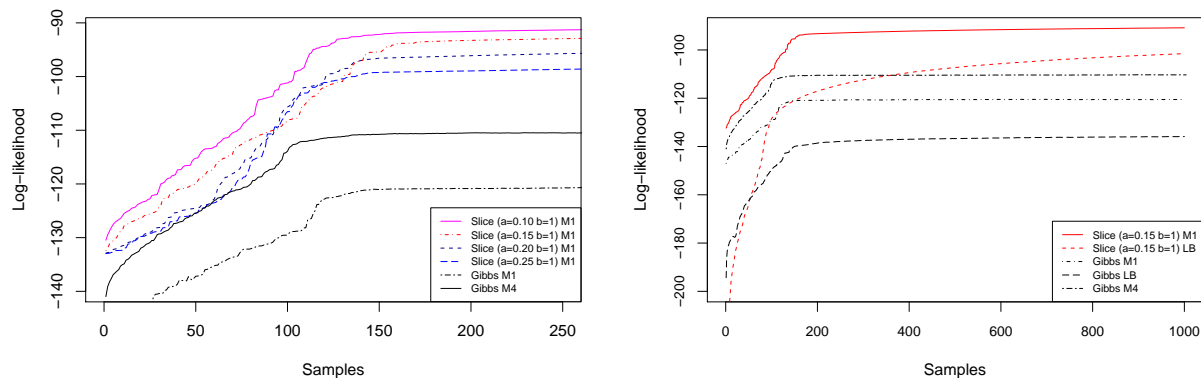 −90
−100
−110
−120
−130
−140
Log−likelihood
0
50
100
150
200
250
Samples
Slice (a=0.10 b=1) M1
Slice (a=0.15 b=1) M1
Slice (a=0.20 b=1) M1
Slice (a=0.25 b=1) M1
Gibbs M1
Gibbs M4
−100
−120
−140
−160
−180
−200
Log−likelihood
0
200
400
600
800
1000
Samples
Slice (a=0.15 b=1) M1
Slice (a=0.15 b=1) LB
Gibbs M1
Gibbs LB
Gibbs M4